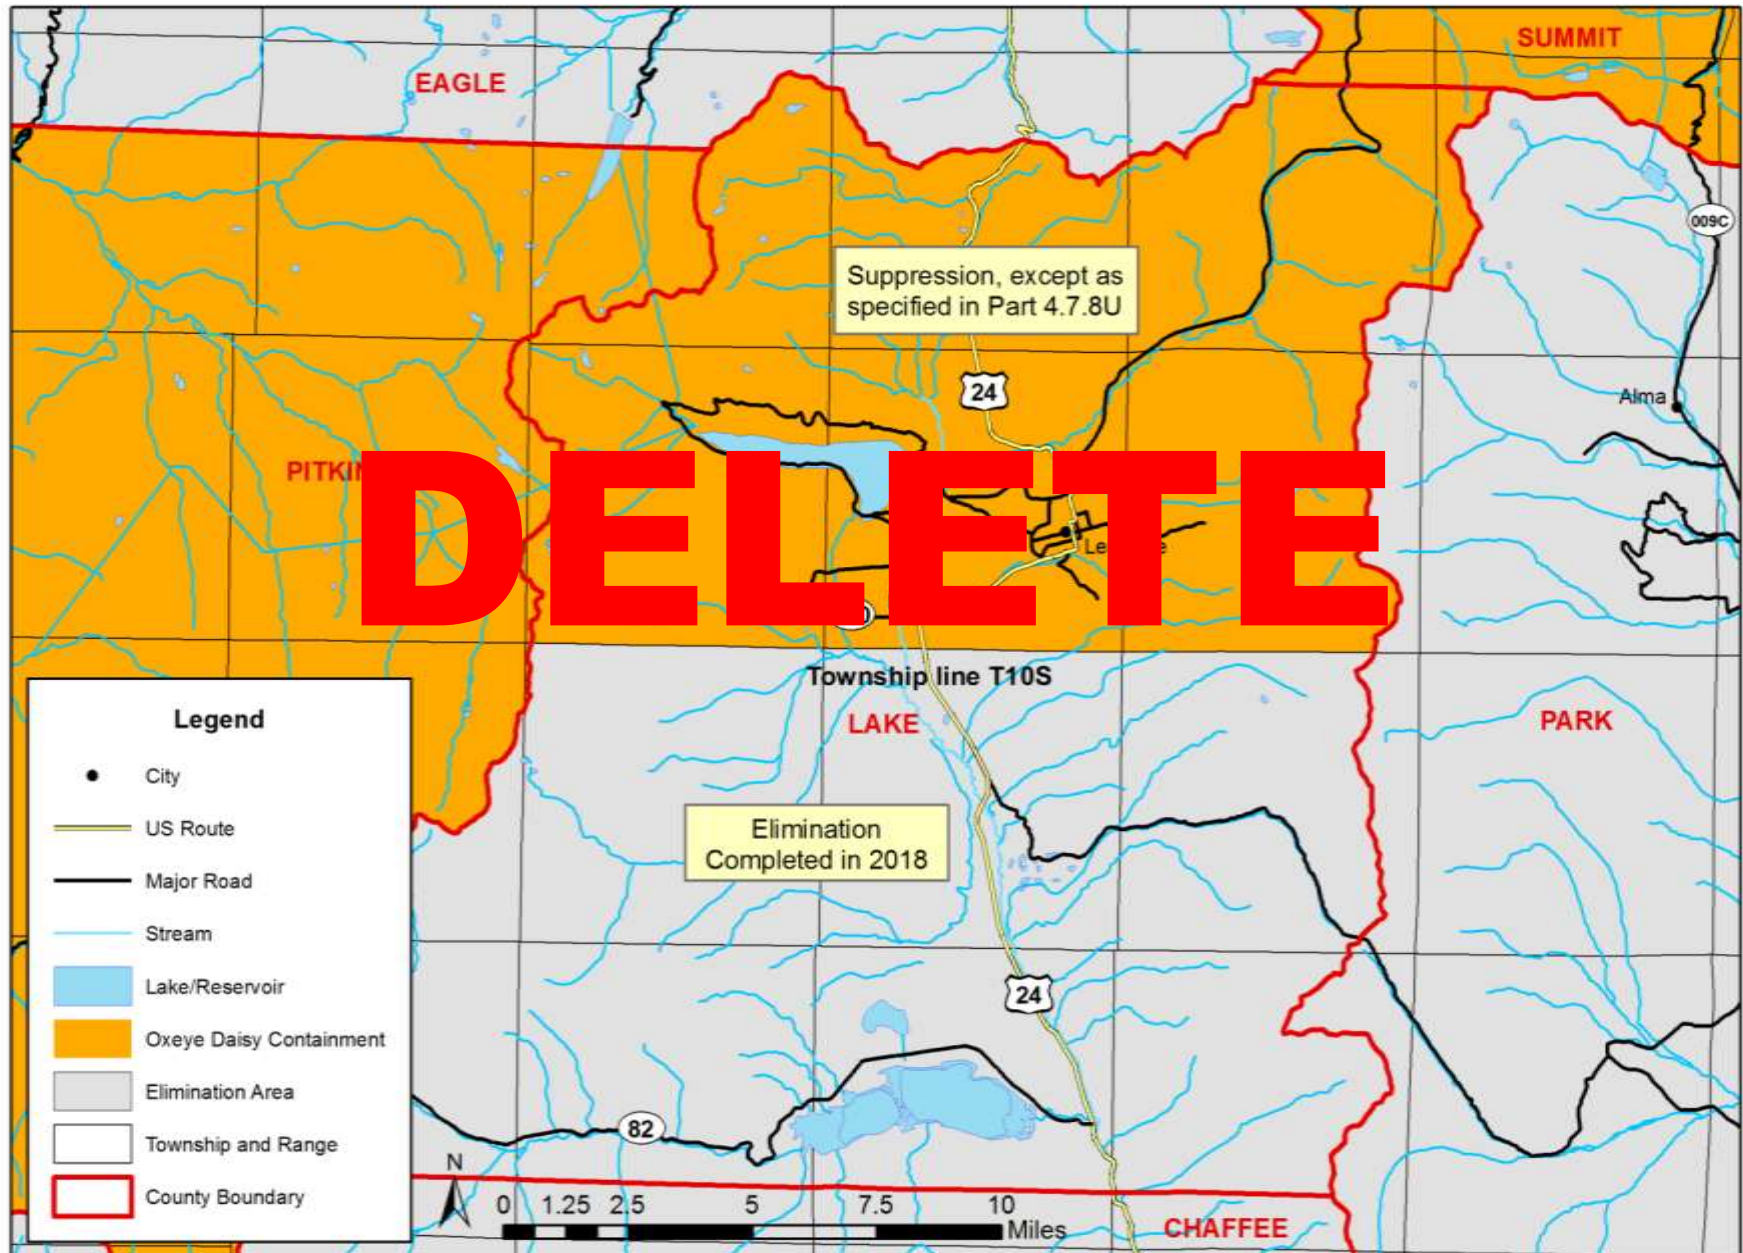 SUMMIT
EAGLE
009C
Suppression, except as
specified in Part 4.7.8U
24
Alma
DELETE
Township line T10S
LAKE
PARK
Legend
City
US Route
Major Road
Stream
Lake/Reservoir
Oxeye Daisy Containment
Elimination Area
Township and Range
County Boundary
Elimination
Completed in 2018
24
82
N
0 1.25 2.5 5 7.5 10
Miles
CHAFFEE